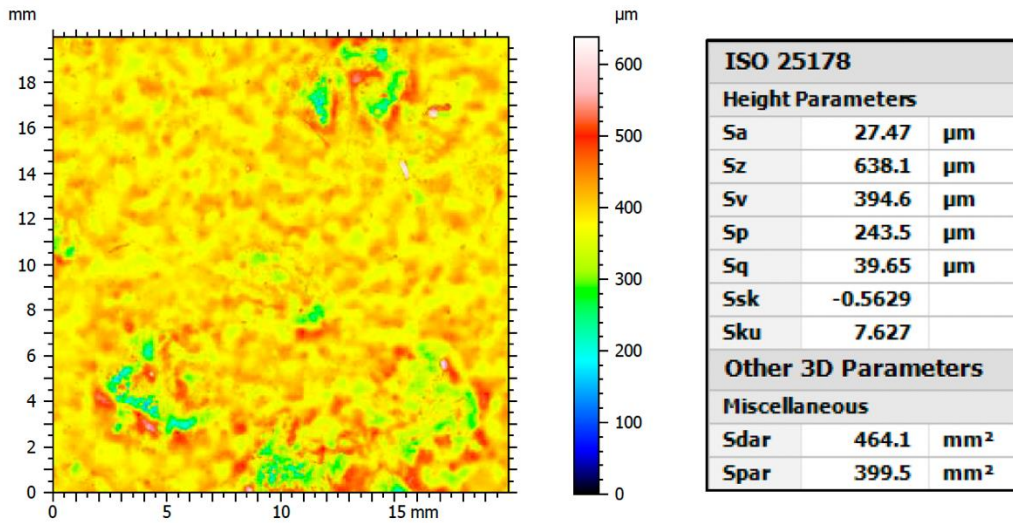 mm
18
16
14
12
10
8
6
4
2
0
0 5 10 15 mm
µm
600
500
400
300
200
100
0
ISO 25178
Height Parameters
Sa 27.47 µm
Sz 638.1 µm
Sv 394.6 µm
Sp 243.5 µm
Sq 39.65 µm
Ssk -0.5629
Sku 7.627
Other 3D Parameters
Miscellaneous
Sdar 464.1 mm²
Spar 399.5 mm²